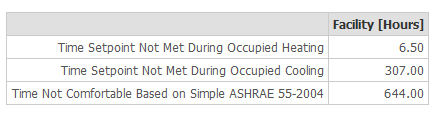 Facility [Hours]
Time Setpoint Not Met During Occupied Heating 6.50
Time Setpoint Not Met During Occupied Cooling 307.00
Time Not Comfortable Based on Simple ASHRAE 55-2004 644.00